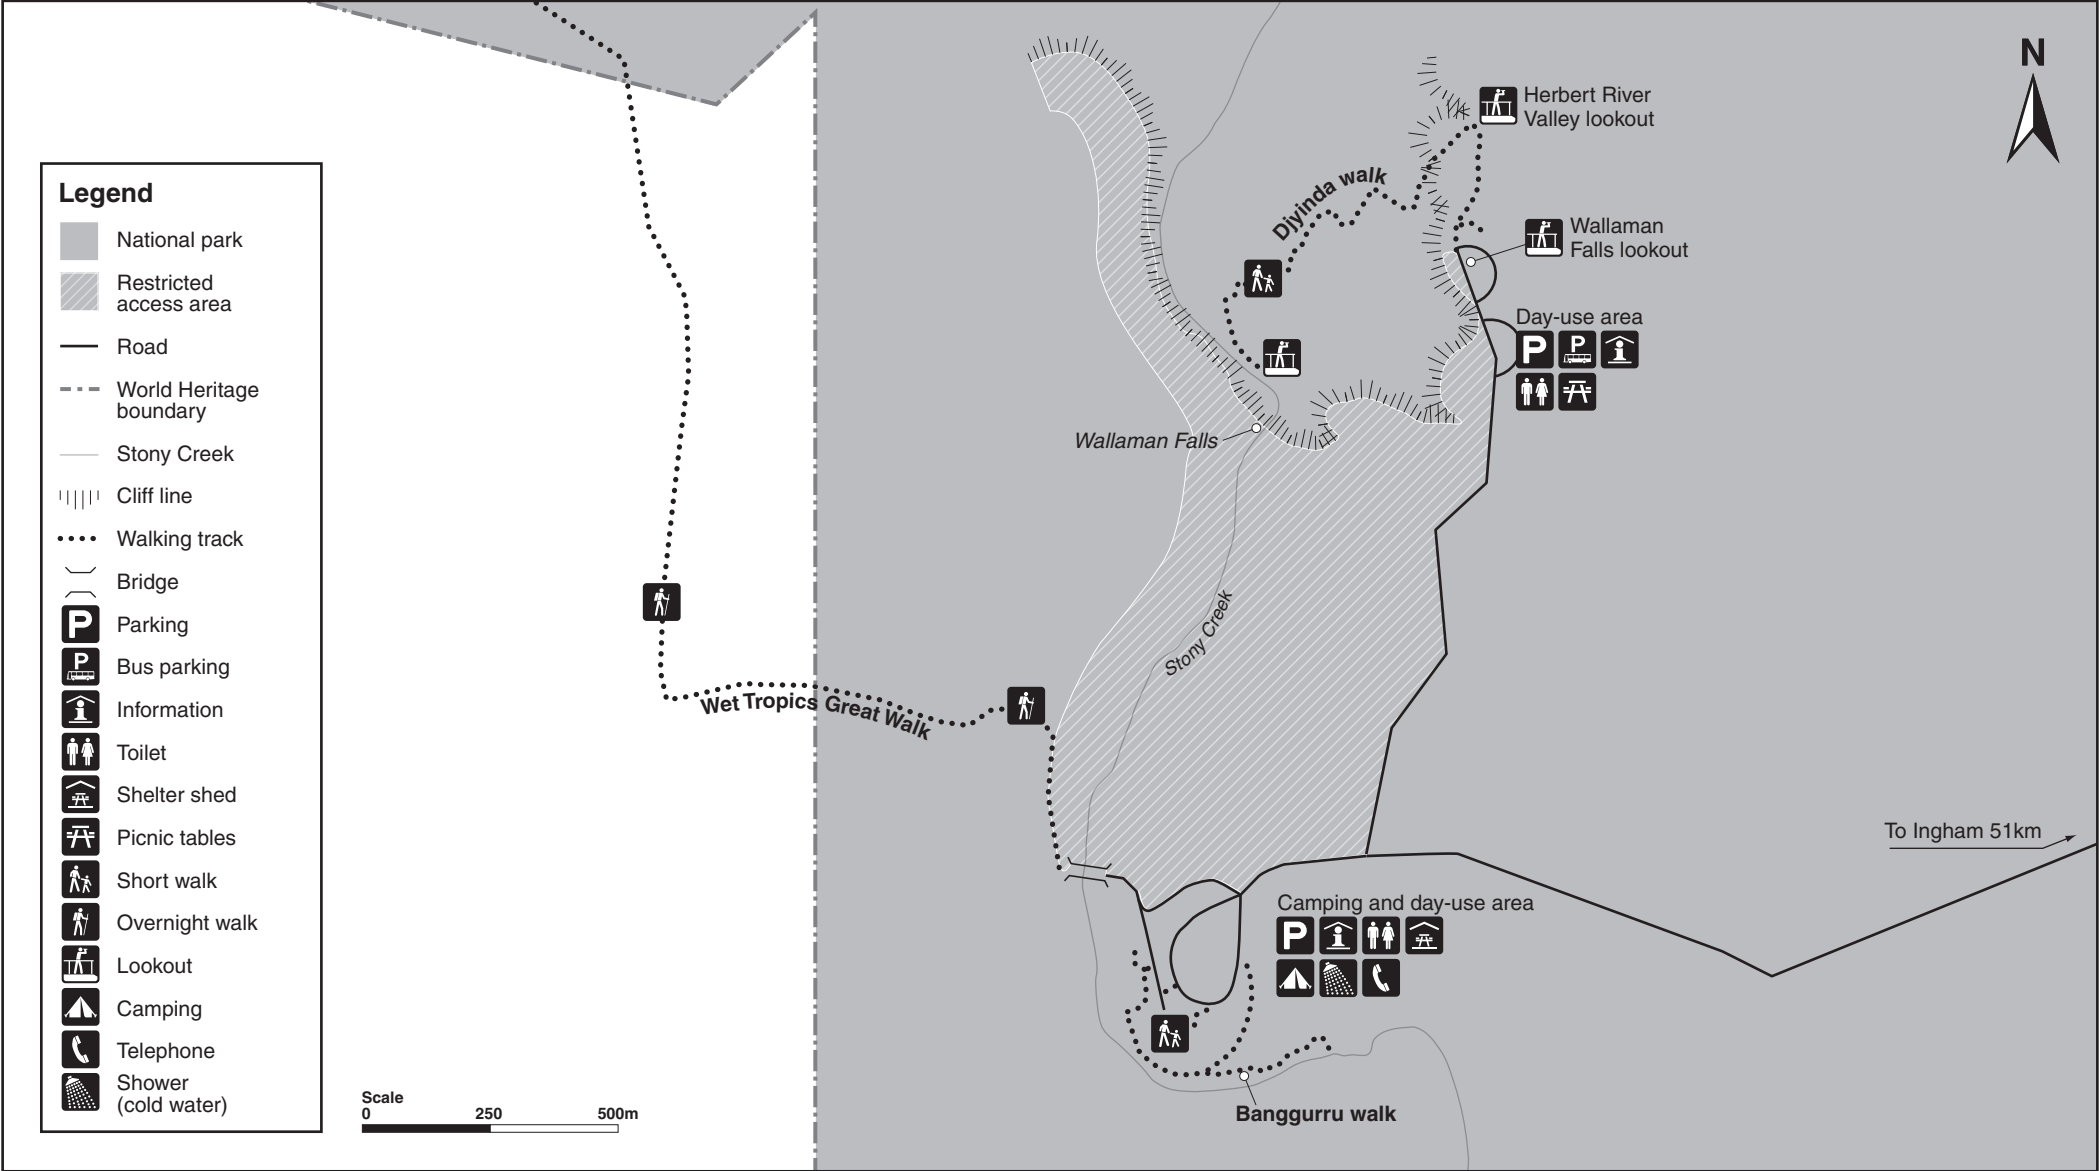 N
Herbert River
Valley lookout
Djyinda walk
Wallaman
Falls lookout
Day-use area
P
P
Wallaman Falls
Stony Creek
Wet Tropics Great Walk
To Ingham 51km
Camping and day-use area
P
Banggurru walk
Legend
National park
Restricted
access area
Road
World Heritage
boundary
Stony Creek
Cliff line
Walking track
Bridge
P
Parking
P
Bus parking
Information
Toilet
Shelter shed
Picnic tables
Short walk
Overnight walk
Lookout
Camping
Telephone
Shower
(cold water)
Scale
0 250 500m